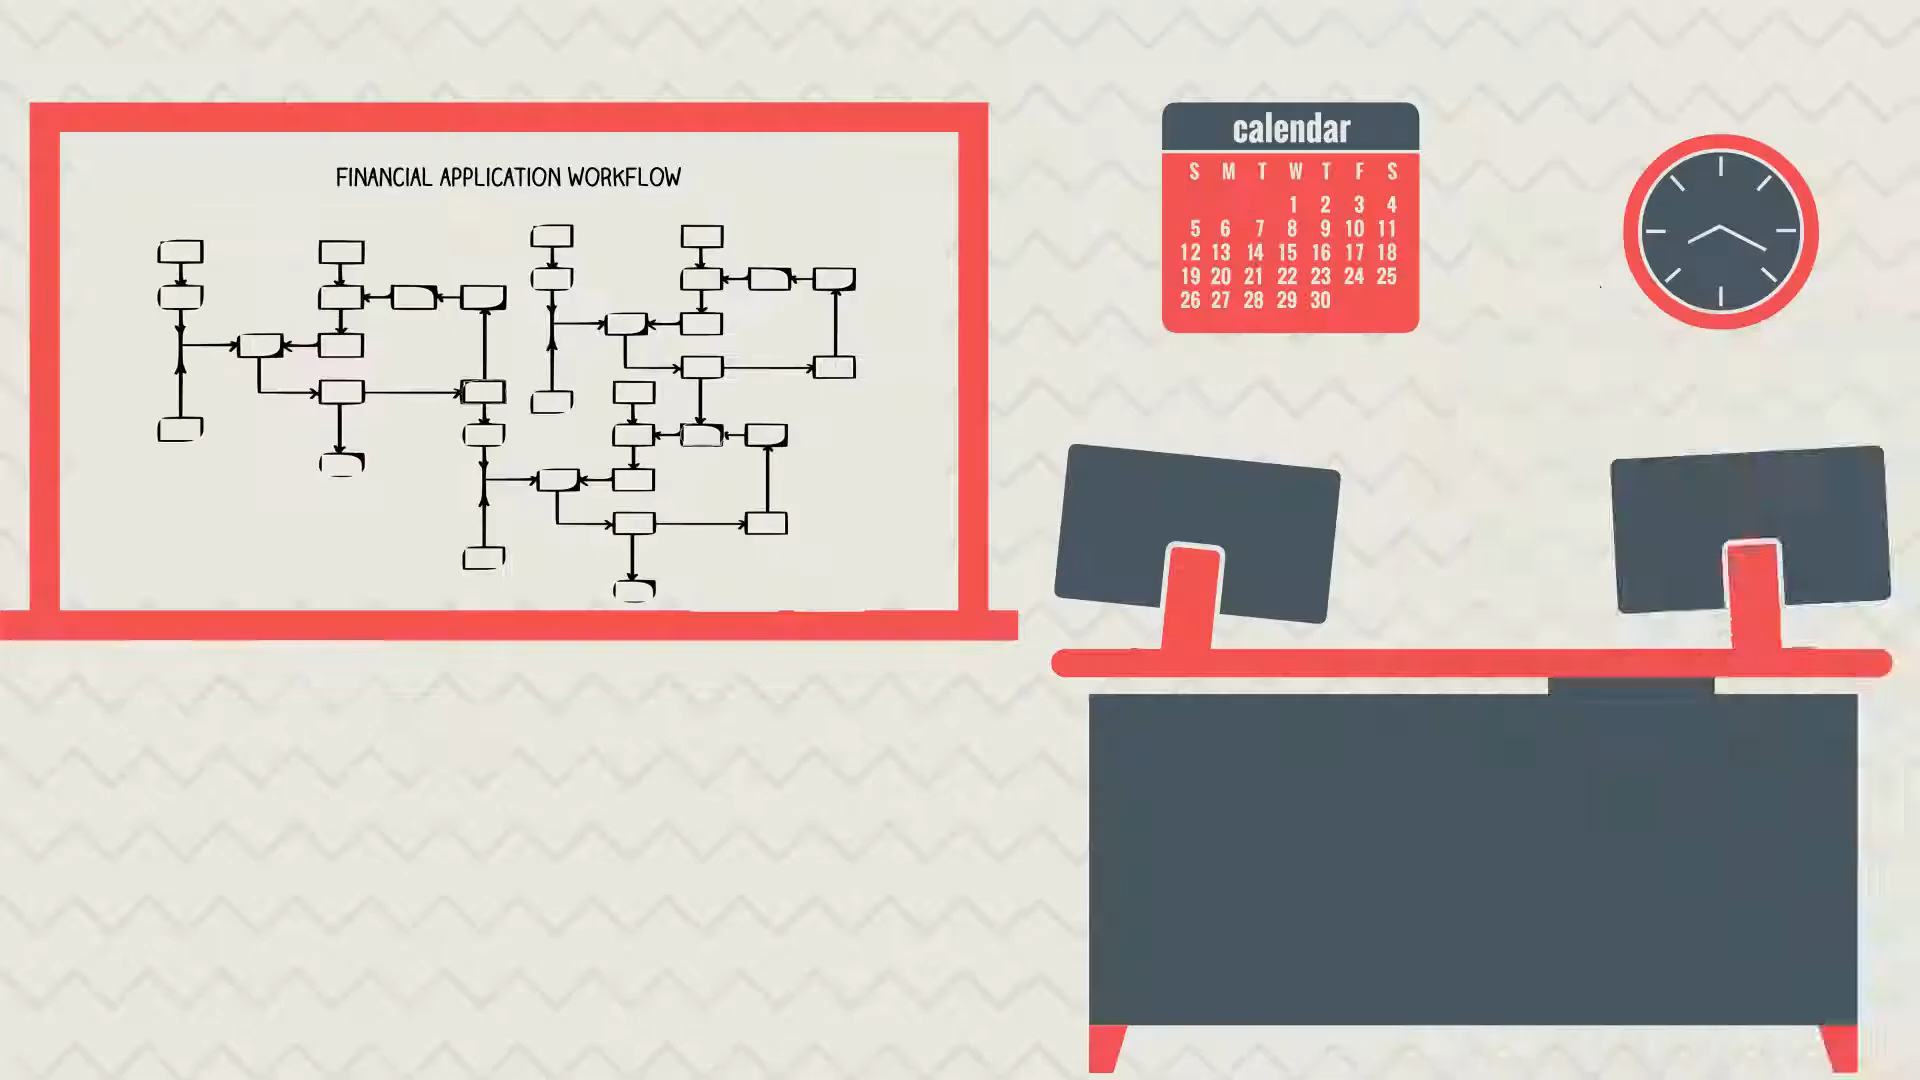 FINANCIAL APPLICATION WORKFLOW
calendar
S M T W T F S
1 2 3 4
5 6 7 8 9 10 11
12 13 14 15 16 17 18
19 20 21 22 23 24 25
26 27 28 29 30